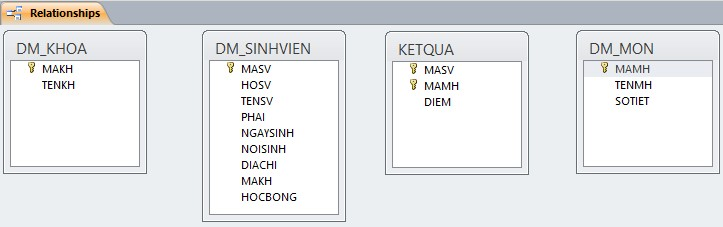 Relationships
DM_KHOA
MAKH
TENKH
DM_SINHVIEN
MASV
HOSV
TENSV
PHAI
NGAYSINH
NOISINH
DIACHI
MAKH
HOCBONG
KETQUA
MASV
MAMH
DIEM
DM_MON
MAMH
TENMH
SOTIET